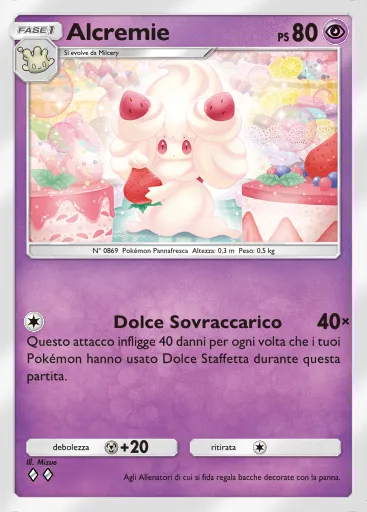 FASE 1
Alcremie
PS 80
Si evolve da Milcery
N° 0869 Pokémon Pannafresca Altezza: 0,3 m Peso: 0,5 kg
Dolce Sovraccarico 40×
Questo attacco infligge 40 danni per ogni volta che i tuoi
Pokémon hanno usato Dolce Staffetta durante questa
partita.
debolezza +20 ritirata
Ill. Mizue
Agli Allenatori di cui si fida regala bacche decorate con la panna.